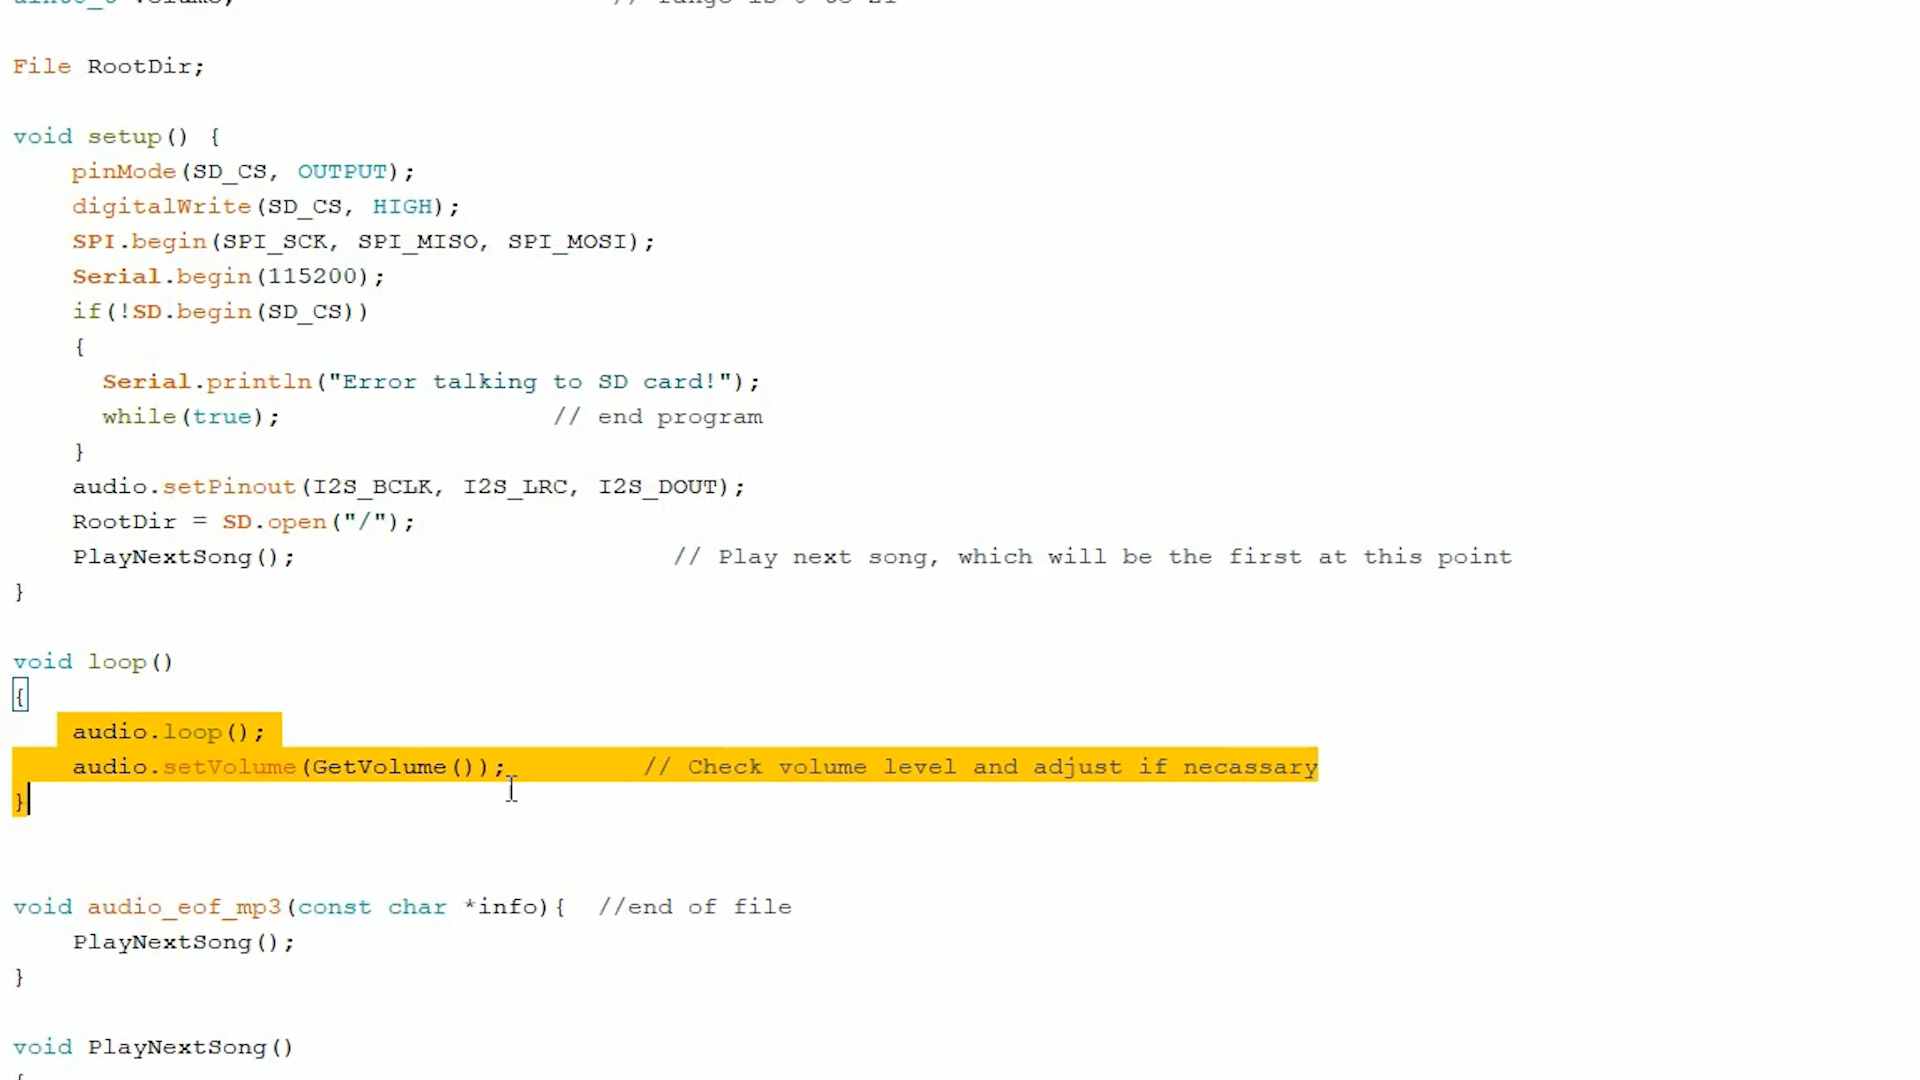 File RootDir;
void setup() {
pinMode(SD_CS, OUTPUT);
digitalWrite(SD_CS, HIGH);
SPI.begin(SPI_SCK, SPI_MISO, SPI_MOSI);
Serial.begin(115200);
if(!SD.begin(SD_CS))
{
Serial.println("Error talking to SD card!");
while(true); // end program
}
audio.setPinout(I2S_BCLK, I2S_LRC, I2S_DOUT);
RootDir = SD.open("/");
PlayNextSong(); // Play next song, which will be the first at this point
}
void loop()
{
audio.loop();
audio.setVolume(GetVolume()); // Check volume level and adjust if necassary
}
void audio_eof_mp3(const char *info){ //end of file
PlayNextSong();
}
void PlayNextSong()
{